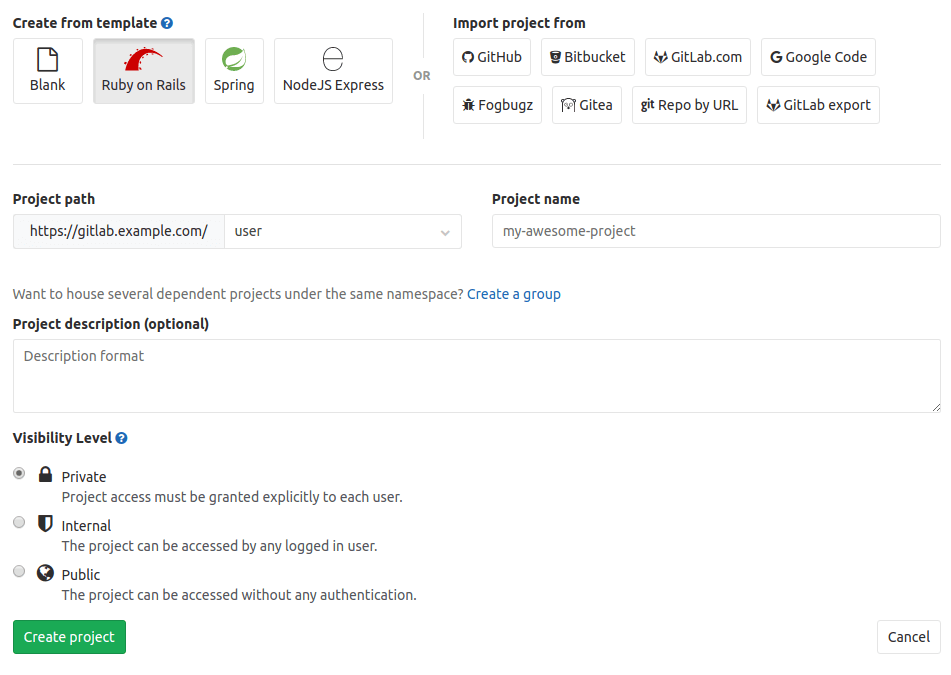 Create from template
Import project from
Blank
Ruby on Rails
Spring
NodeJS Express
OR
GitHub
Bitbucket
GitLab.com
Google Code
Fogbugz
Gitea
git Repo by URL
GitLab export
Project path
Project name
https://gitlab.example.com/
user
my-awesome-project
Want to house several dependent projects under the same namespace? Create a group
Project description (optional)
Description format
Visibility Level
Private
Project access must be granted explicitly to each user.
Internal
The project can be accessed by any logged in user.
Public
The project can be accessed without any authentication.
Create project
Cancel